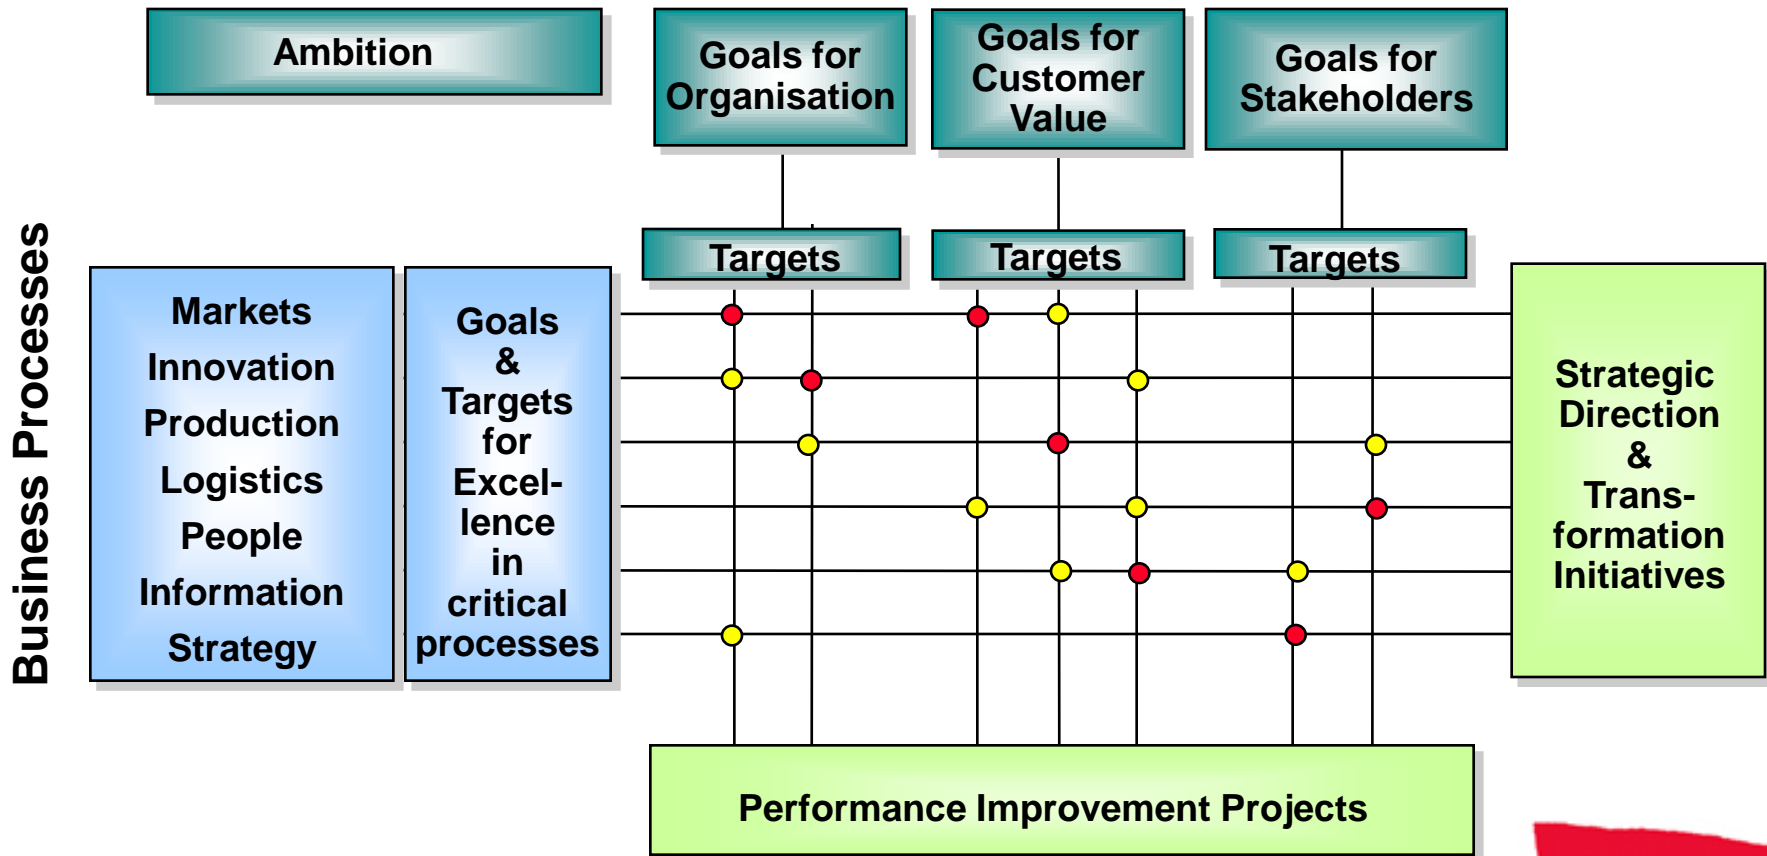 Ambition
Goals for
Organisation
Goals for
Customer
Value
Goals for
Stakeholders
Targets
Targets
Targets
Business Processes
Markets
Innovation
Production
Logistics
People
Information
Strategy
Goals
&
Targets
for
Excel-
lence
in
critical
processes
Strategic
Direction
&
Trans-
formation
Initiatives
Performance Improvement Projects